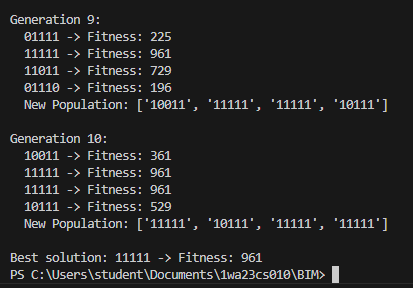 Generation 9:
01111 -> Fitness: 225
11111 -> Fitness: 961
11011 -> Fitness: 729
01110 -> Fitness: 196
New Population: ['10011', '11111', '11111', '10111']
Generation 10:
10011 -> Fitness: 361
11111 -> Fitness: 961
11111 -> Fitness: 961
10111 -> Fitness: 529
New Population: ['11111', '10111', '11111', '11111']
Best solution: 11111 -> Fitness: 961
PS C:\Users\student\Documents\1wa23cs010\BIM>